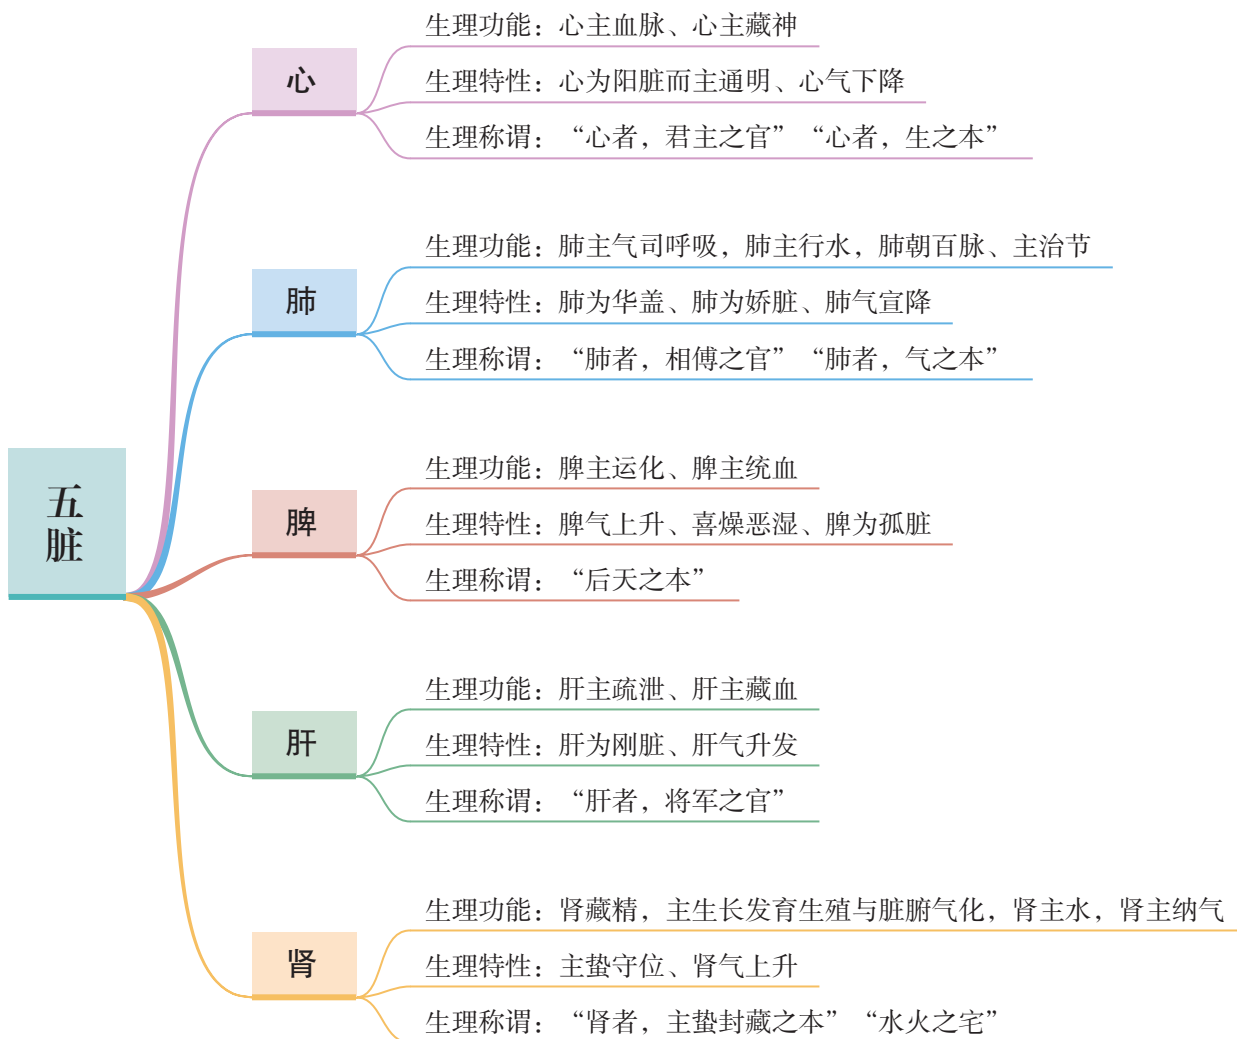 五脏
心
生理功能：心主血脉、心主藏神
生理特性：心为阳脏而主通明、心气下降
生理称谓：“心者，君主之官”“心者，生之本”
肺
生理功能：肺主气司呼吸，肺主行水，肺朝百脉、主治节
生理特性：肺为华盖、肺为娇脏、肺气宣降
生理称谓：“肺者，相傅之官”“肺者，气之本”
脾
生理功能：脾主运化、脾主统血
生理特性：脾气上升、喜燥恶湿、脾为孤脏
生理称谓：“后天之本”
肝
生理功能：肝主疏泄、肝主藏血
生理特性：肝为刚脏、肝气升发
生理称谓：“肝者，将军之官”
肾
生理功能：肾藏精，主生长发育生殖与脏腑气化，肾主水，肾主纳气
生理特性：主蛰守位、肾气上升
生理称谓：“肾者，主蛰封藏之本”“水火之宅”